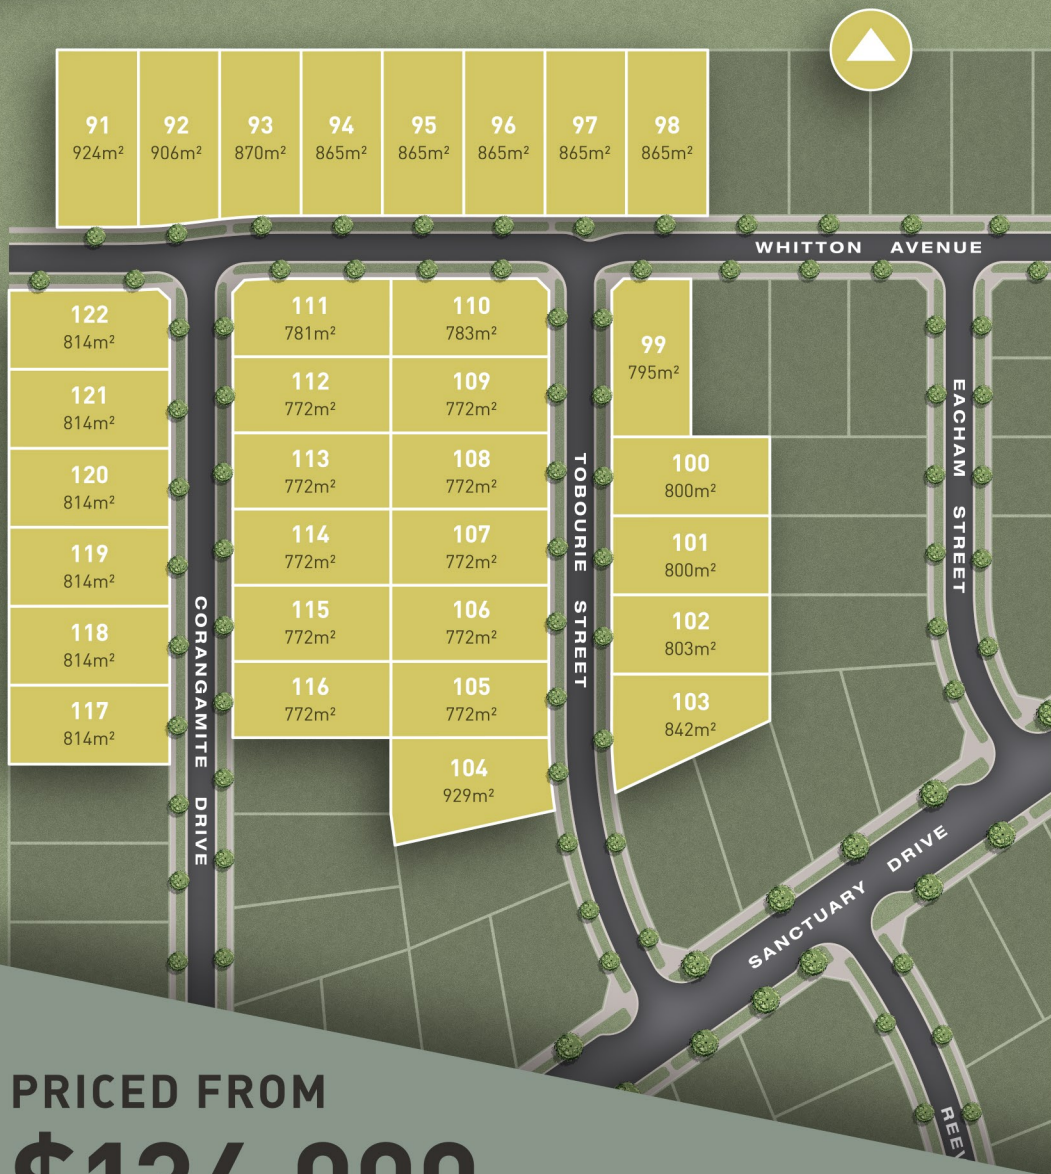 91
924m²
92
906m²
93
870m²
94
865m²
95
865m²
96
865m²
97
865m²
98
865m²
WHITTON AVENUE
122
814m²
121
814m²
120
814m²
119
814m²
118
814m²
117
814m²
CORANGAMITE DRIVE
111
781m²
110
783m²
112
772m²
109
772m²
113
772m²
108
772m²
114
772m²
107
772m²
115
772m²
106
772m²
116
772m²
105
772m²
104
929m²
TOBOURIE STREET
99
795m²
100
800m²
101
800m²
102
803m²
103
842m²
EACHAM STREET
SANCTUARY DRIVE
PRICED FROM